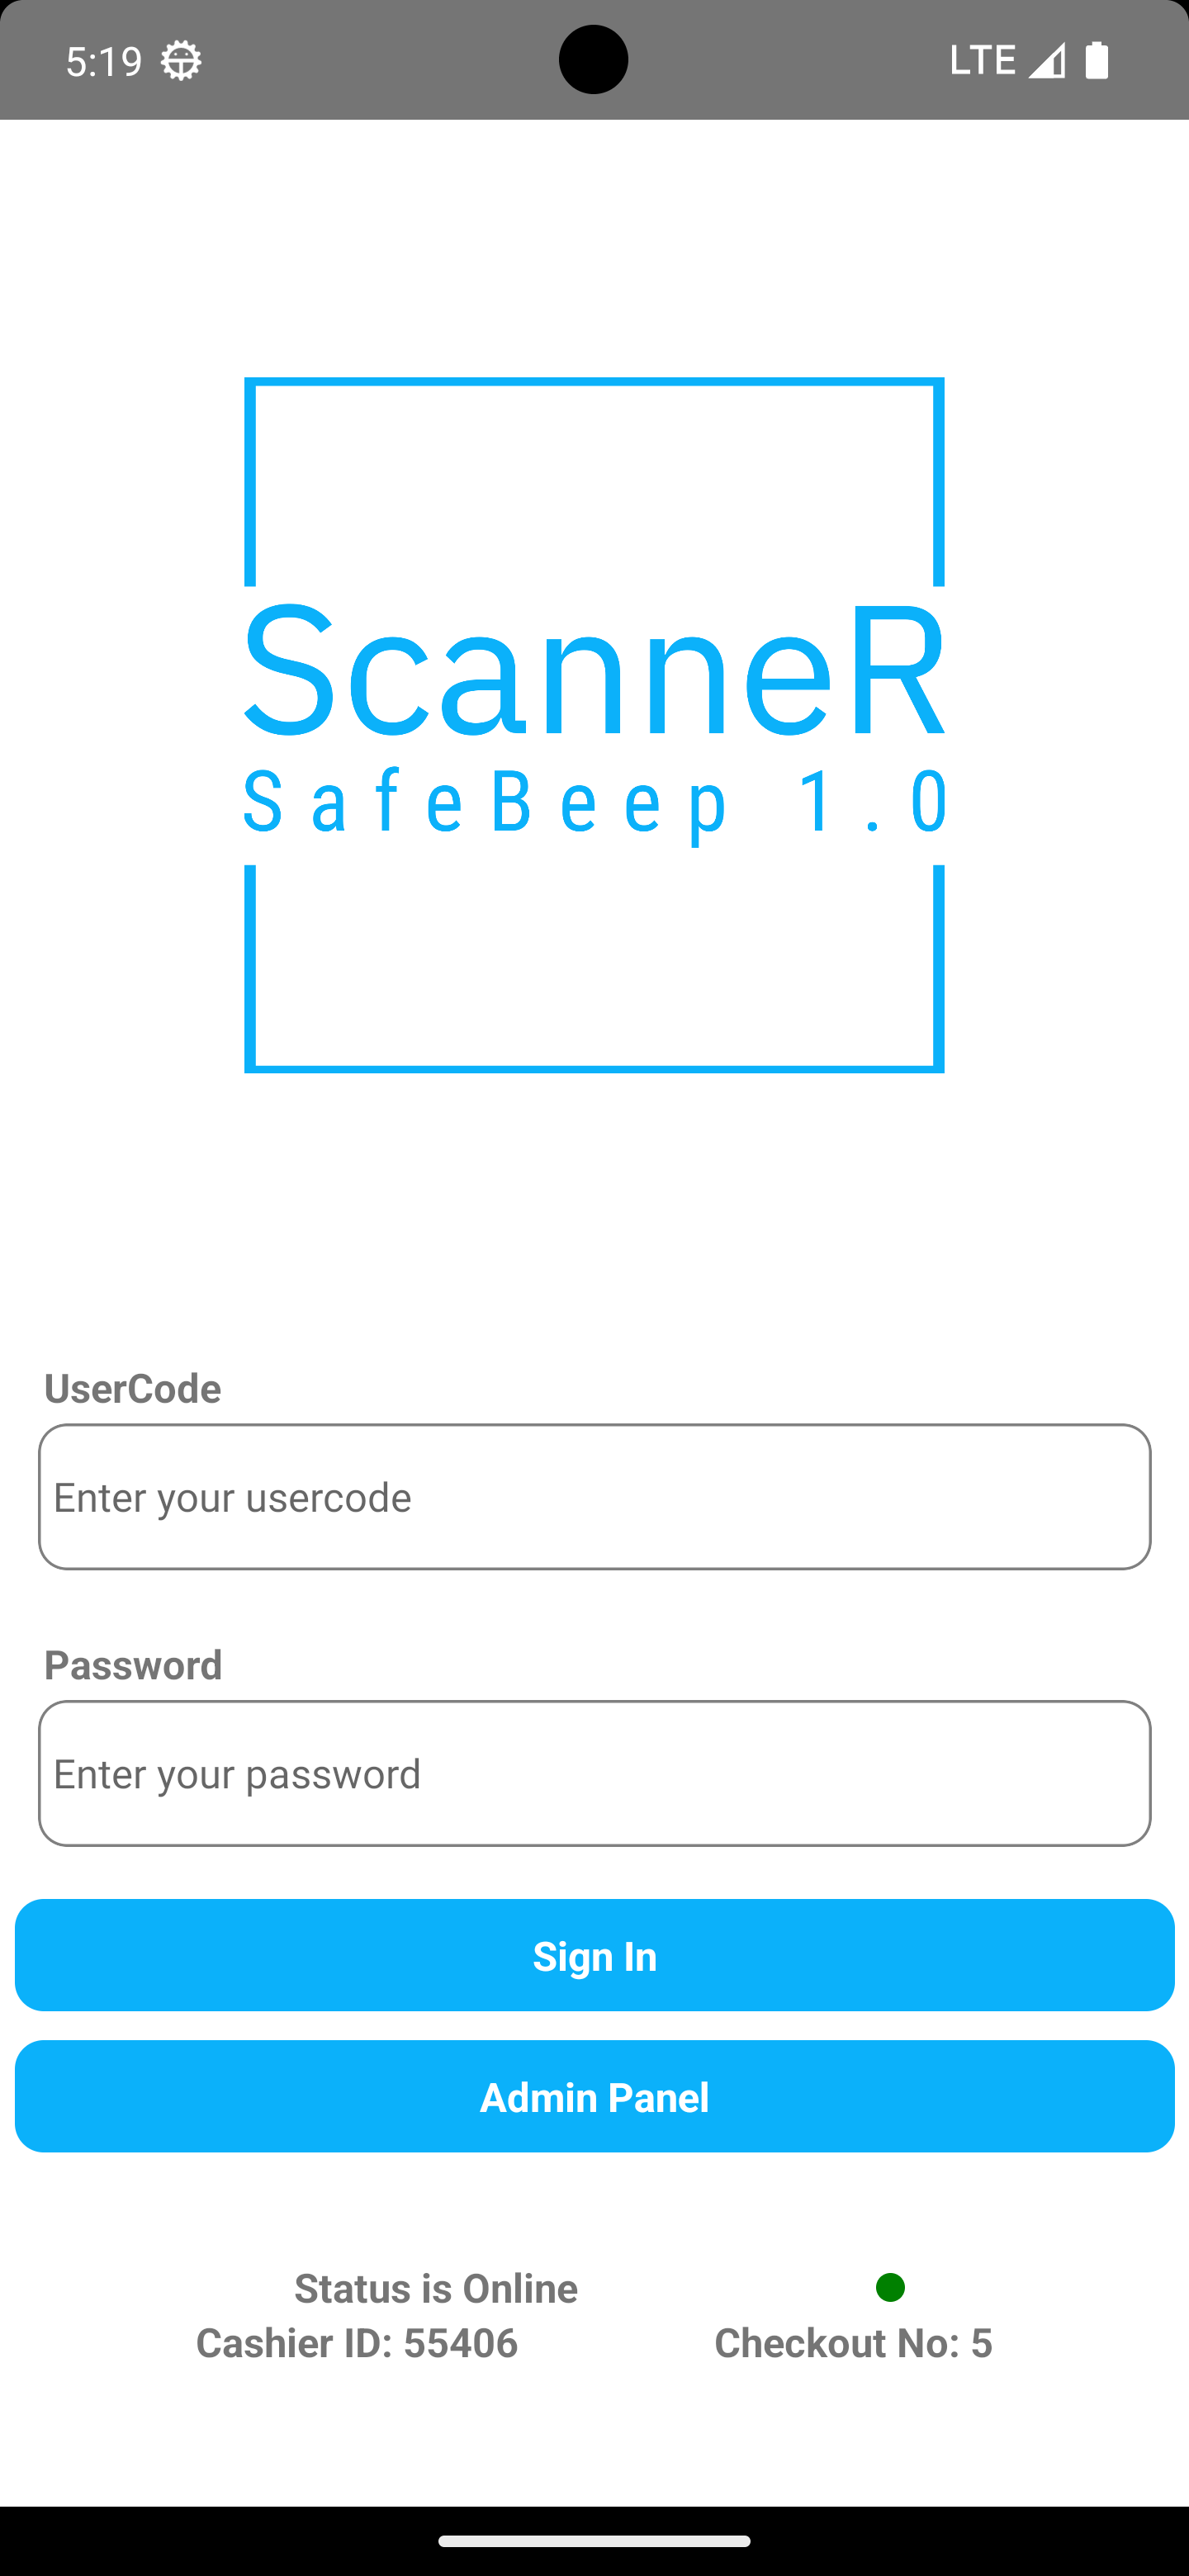 5:19 LTE
ScanneR
SafeBeep 1.0
UserCode
Enter your usercode
Password
Enter your password
Sign In
Admin Panel
Status is Online
Cashier ID: 55406 Checkout No: 5